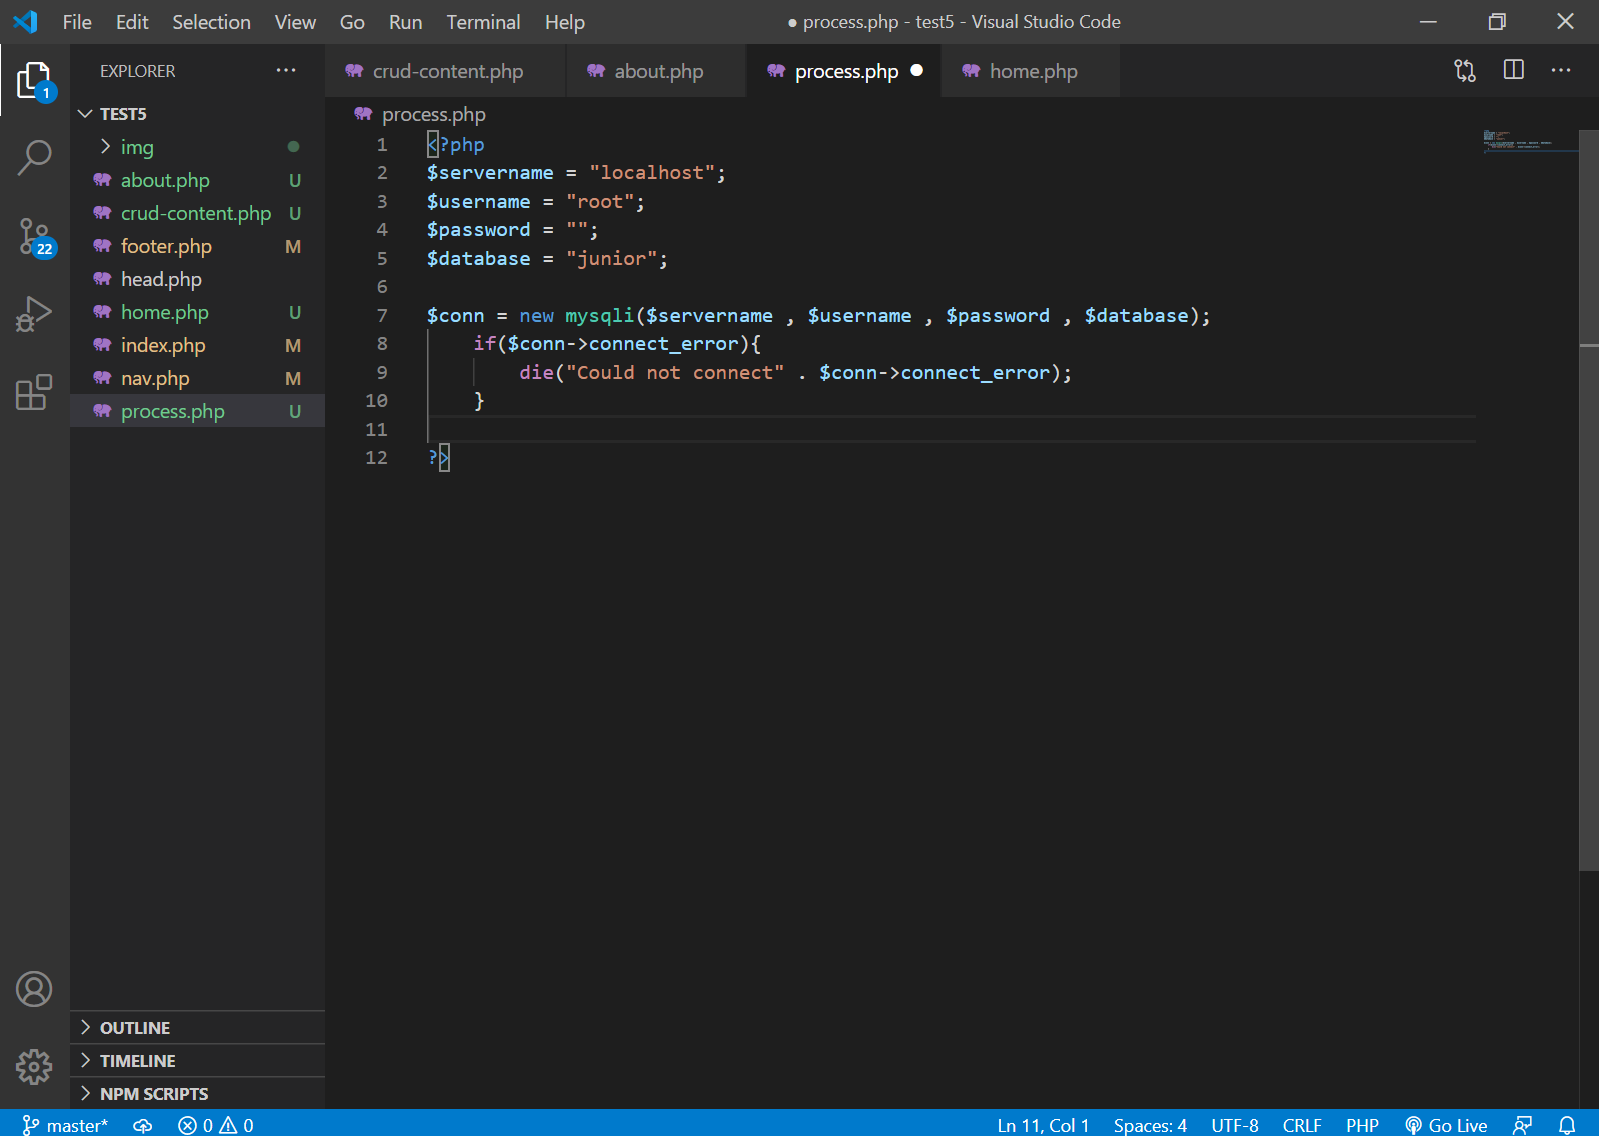 File Edit Selection View Go Run Terminal Help
● process.php - test5 - Visual Studio Code
1
22
EXPLORER ···
TEST5
img
about.php U
crud-content.php U
footer.php M
head.php
home.php U
index.php M
nav.php M
process.php U
OUTLINE
TIMELINE
NPM SCRIPTS
crud-content.php about.php process.php ● home.php
process.php
1 <?php
2 $servername = "localhost";
3 $username = "root";
4 $password = "";
5 $database = "junior";
6
7 $conn = new mysqli($servername , $username , $password , $database);
8 if($conn->connect_error){
9 die("Could not connect" . $conn->connect_error);
10 }
11
12 ?>
master* 0 0 Ln 11, Col 1 Spaces: 4 UTF-8 CRLF PHP Go Live